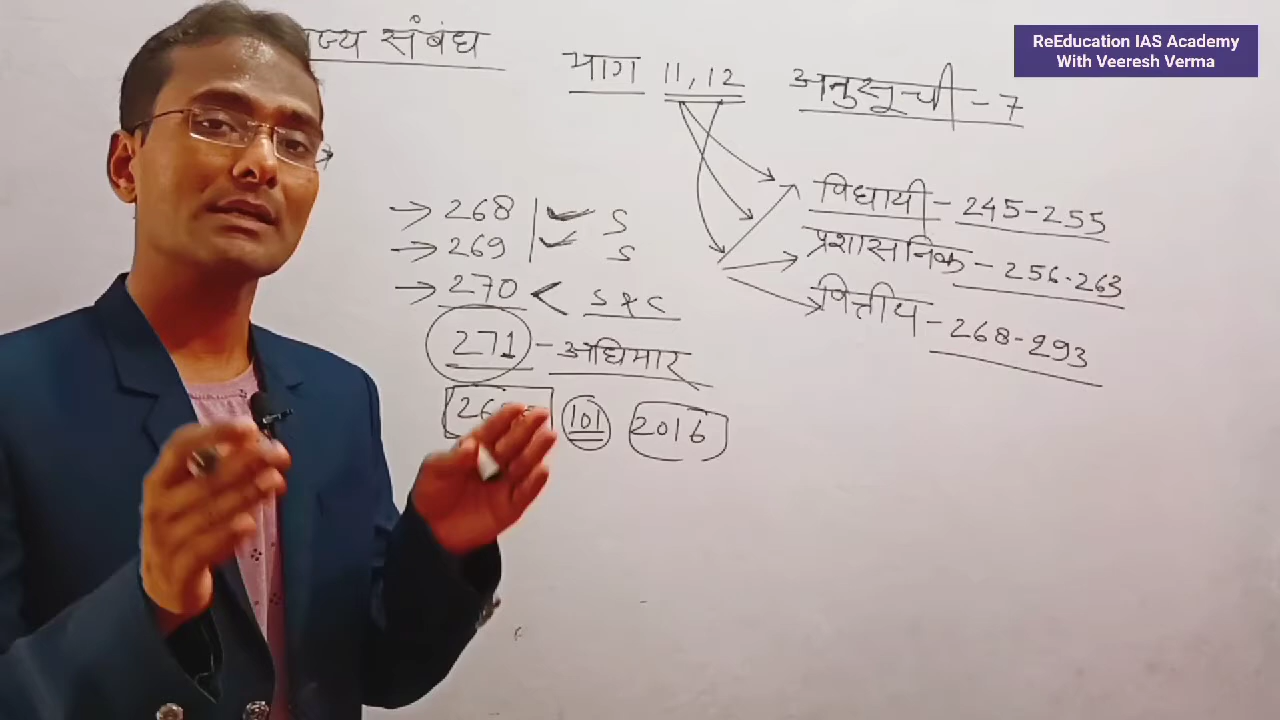 ReEducation IAS Academy
With Veeresh Verma
संबंध
भाग 11, 12
अनुसूची - 7
विधायी - 245-255
प्रशासनिक - 256-263
वित्तीय - 268-293
→ 268 S
→ 269 S
→ 270 < S & C
271 - अधिभार
101 2016